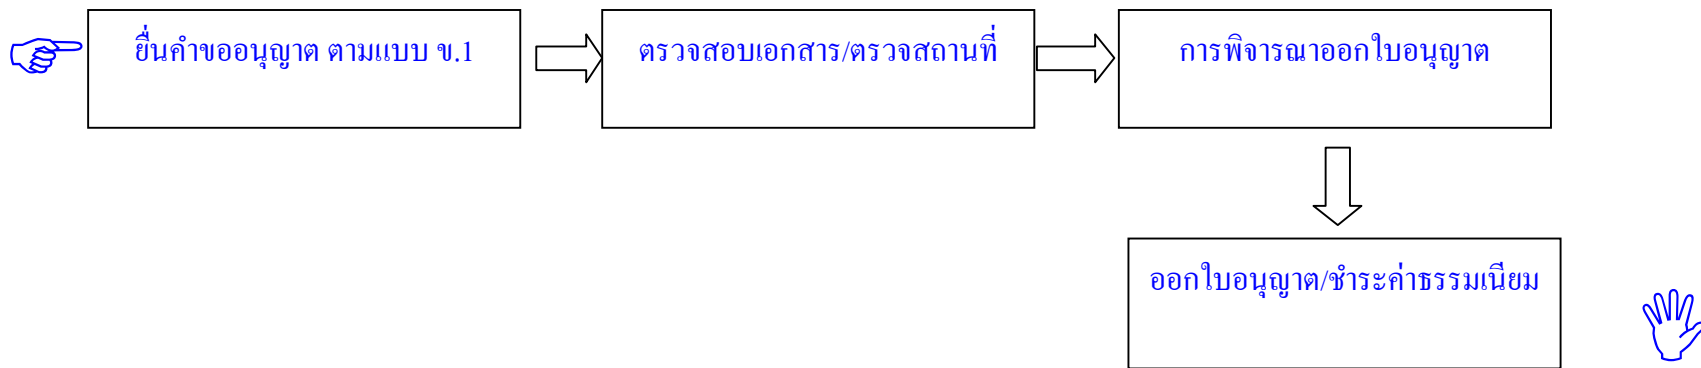 ยื่นคำขออนุญาต ตามแบบ ข.1
ตรวจสอบเอกสาร/ตรวจสถานที่
การพิจารณาออกใบอนุญาต
ออกใบอนุญาต/ชำระค่าธรรมเนียม